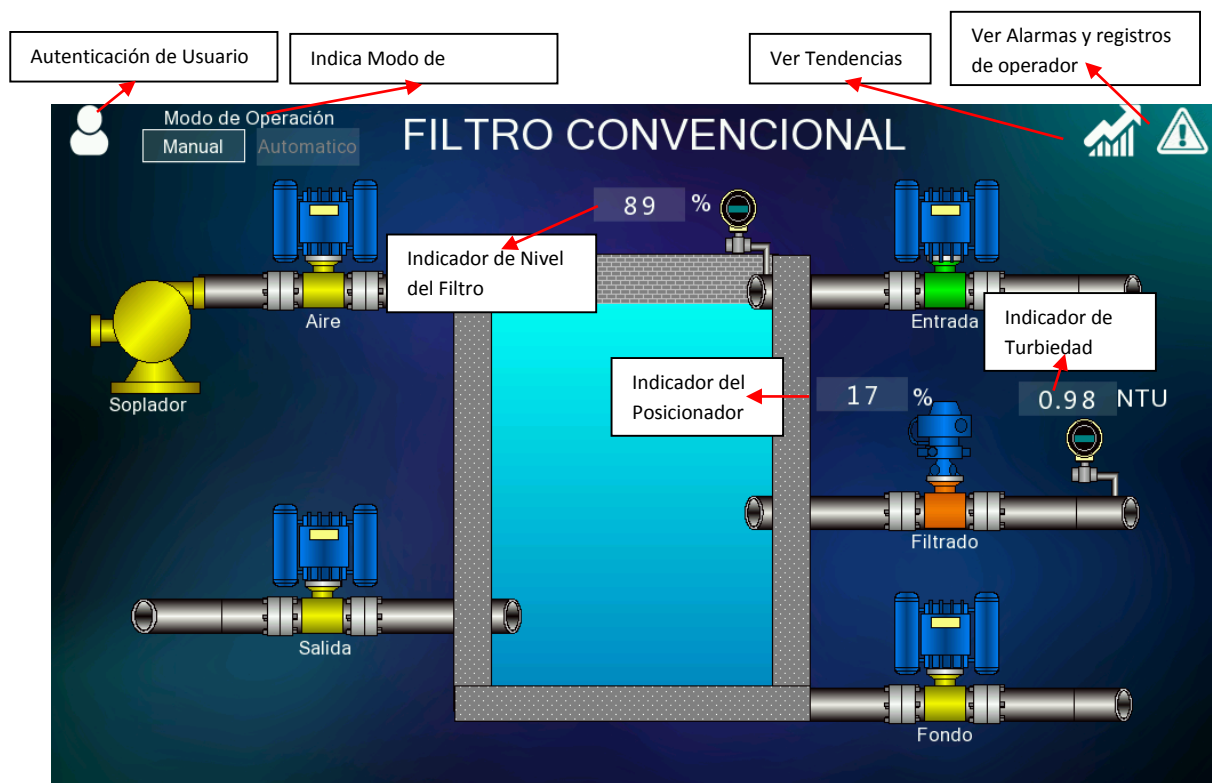 Autenticación de Usuario
Indica Modo de
Ver Tendencias
Ver Alarmas y registros
de operador
Modo de Operación
Manual
Automatico
FILTRO CONVENCIONAL
89 %
Indicador de Nivel
del Filtro
Aire
Entrada
Indicador de
Turbiedad
Soplador
Indicador del
Posicionador
17 %
0.98 NTU
Filtrado
Salida
Fondo